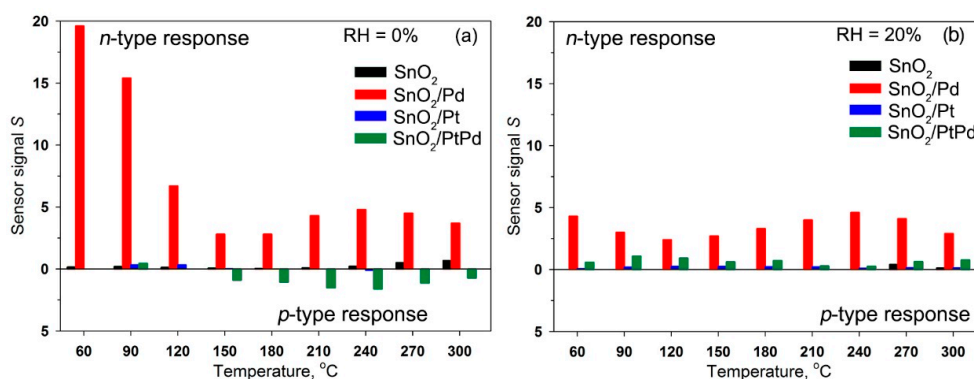 n-type response
RH = 0%
(a)
SnO2
SnO2/Pd
SnO2/Pt
SnO2/PtPd
Sensor signal S
20
15
10
5
0
5
p-type response
60 90 120 150 180 210 240 270 300
Temperature, °C
n-type response
RH = 20%
(b)
SnO2
SnO2/Pd
SnO2/Pt
SnO2/PtPd
Sensor signal S
20
15
10
5
0
5
p-type response
60 90 120 150 180 210 240 270 300
Temperature, °C